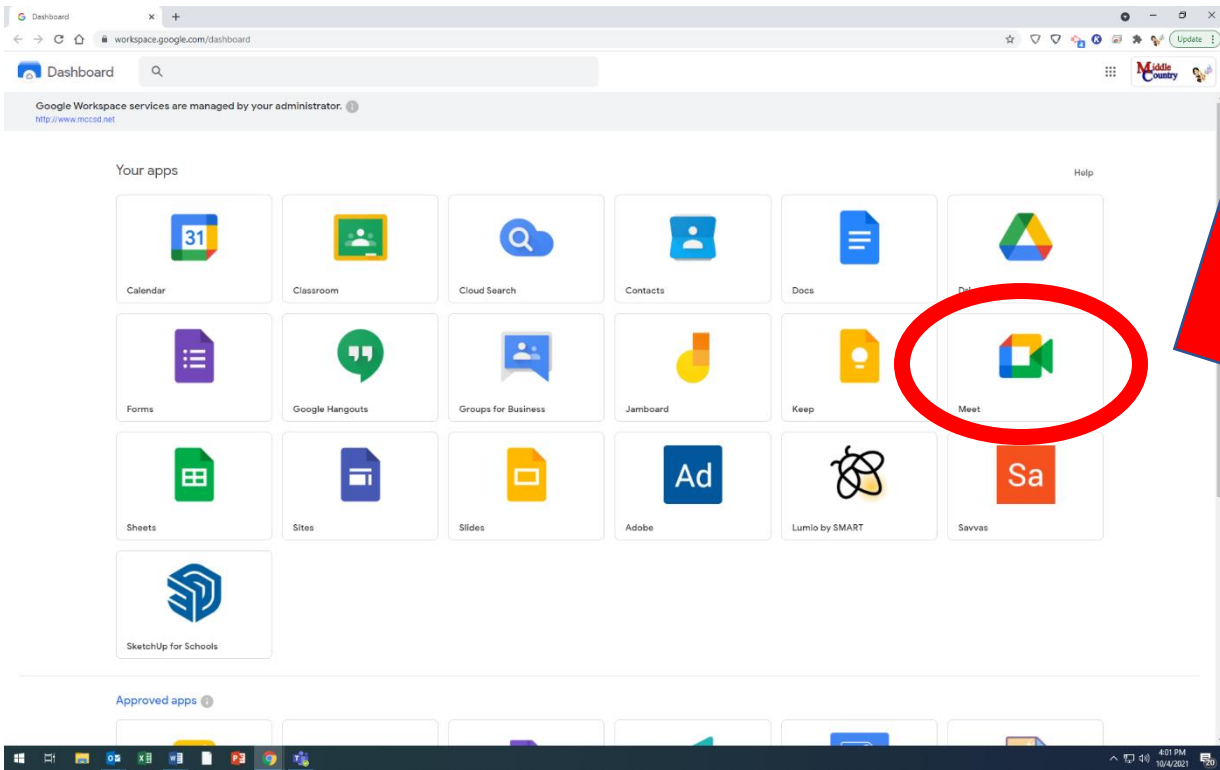 Dashboard
workspace.google.com/dashboard
Update
Dashboard
Middle
Country
Google Workspace services are managed by your administrator.
http://www.mccsd.net
Your apps
Help
31
Calendar
Classroom
Cloud Search
Contacts
Docs
Forms
Google Hangouts
Groups for Business
Jamboard
Keep
Meet
Ad
Sa
Sheets
Sites
Slides
Adobe
Lumio by SMART
Savvas
SketchUp for Schools
Approved apps
4:01 PM
10/4/2021
20